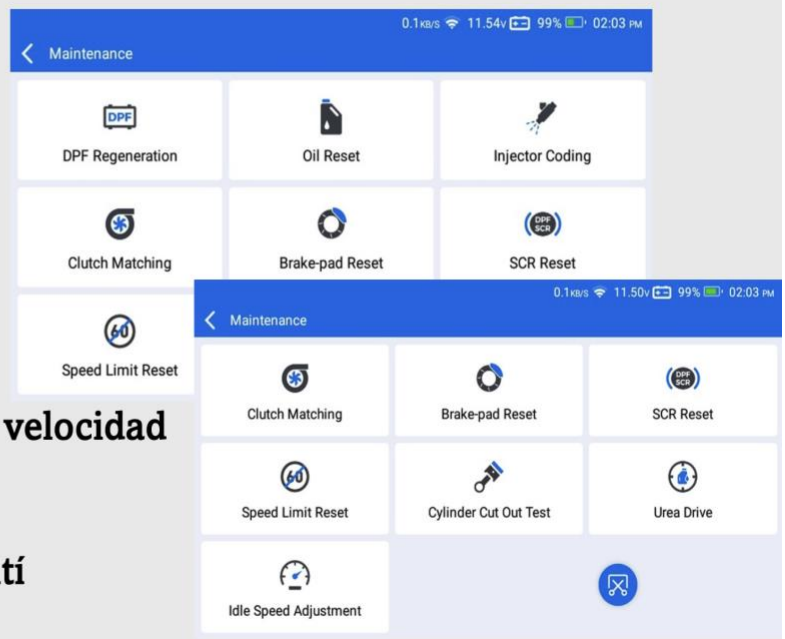 0.1KB/S 11.54V 99% 02:03 PM
Maintenance
DPF
DPF Regeneration
Oil Reset
Injector Coding
DPF
SCR
Clutch Matching
Brake-pad Reset
SCR Reset
60
Speed Limit Reset
velocidad
tí
0.1KB/S 11.50V 99% 02:03 PM
Maintenance
DPF
SCR
Clutch Matching
Brake-pad Reset
SCR Reset
60
Speed Limit Reset
Cylinder Cut Out Test
Urea Drive
Idle Speed Adjustment